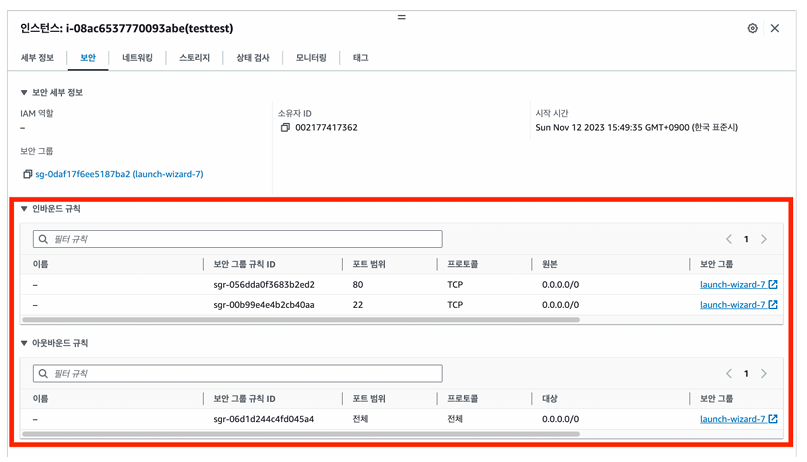 인스턴스: i-08ac6537770093abe(testtest)
세부 정보 보안 네트워킹 스토리지 상태 검사 모니터링 태그
▼ 보안 세부 정보
IAM 역할 소유자 ID 시작 시간
– 002177417362 Sun Nov 12 2023 15:49:35 GMT+0900 (한국 표준시)
보안 그룹
sg-0daf17f6ee5187ba2 (launch-wizard-7)
▼ 인바운드 규칙
필터 규칙 1
이름 보안 그룹 규칙 ID 포트 범위 프로토콜 원본 보안 그룹
– sgr-056dda0f3683b2ed2 80 TCP 0.0.0.0/0 launch-wizard-7
– sgr-00b99e4e4b2cb40aa 22 TCP 0.0.0.0/0 launch-wizard-7
▼ 아웃바운드 규칙
필터 규칙 1
이름 보안 그룹 규칙 ID 포트 범위 프로토콜 대상 보안 그룹
– sgr-06d1d244c4fd045a4 전체 전체 0.0.0.0/0 launch-wizard-7